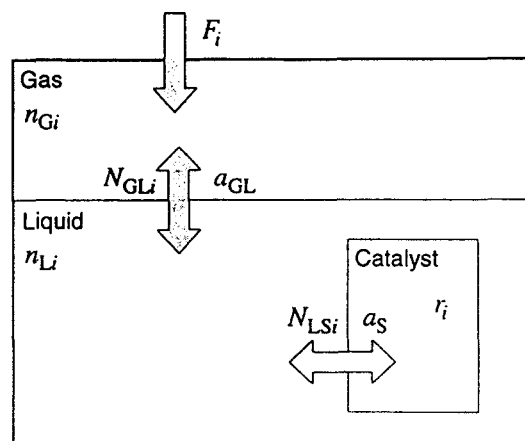 F_i
Gas
n_Gi
N_GLi a_GL
Liquid
n_Li
Catalyst
r_i
N_LSi a_S